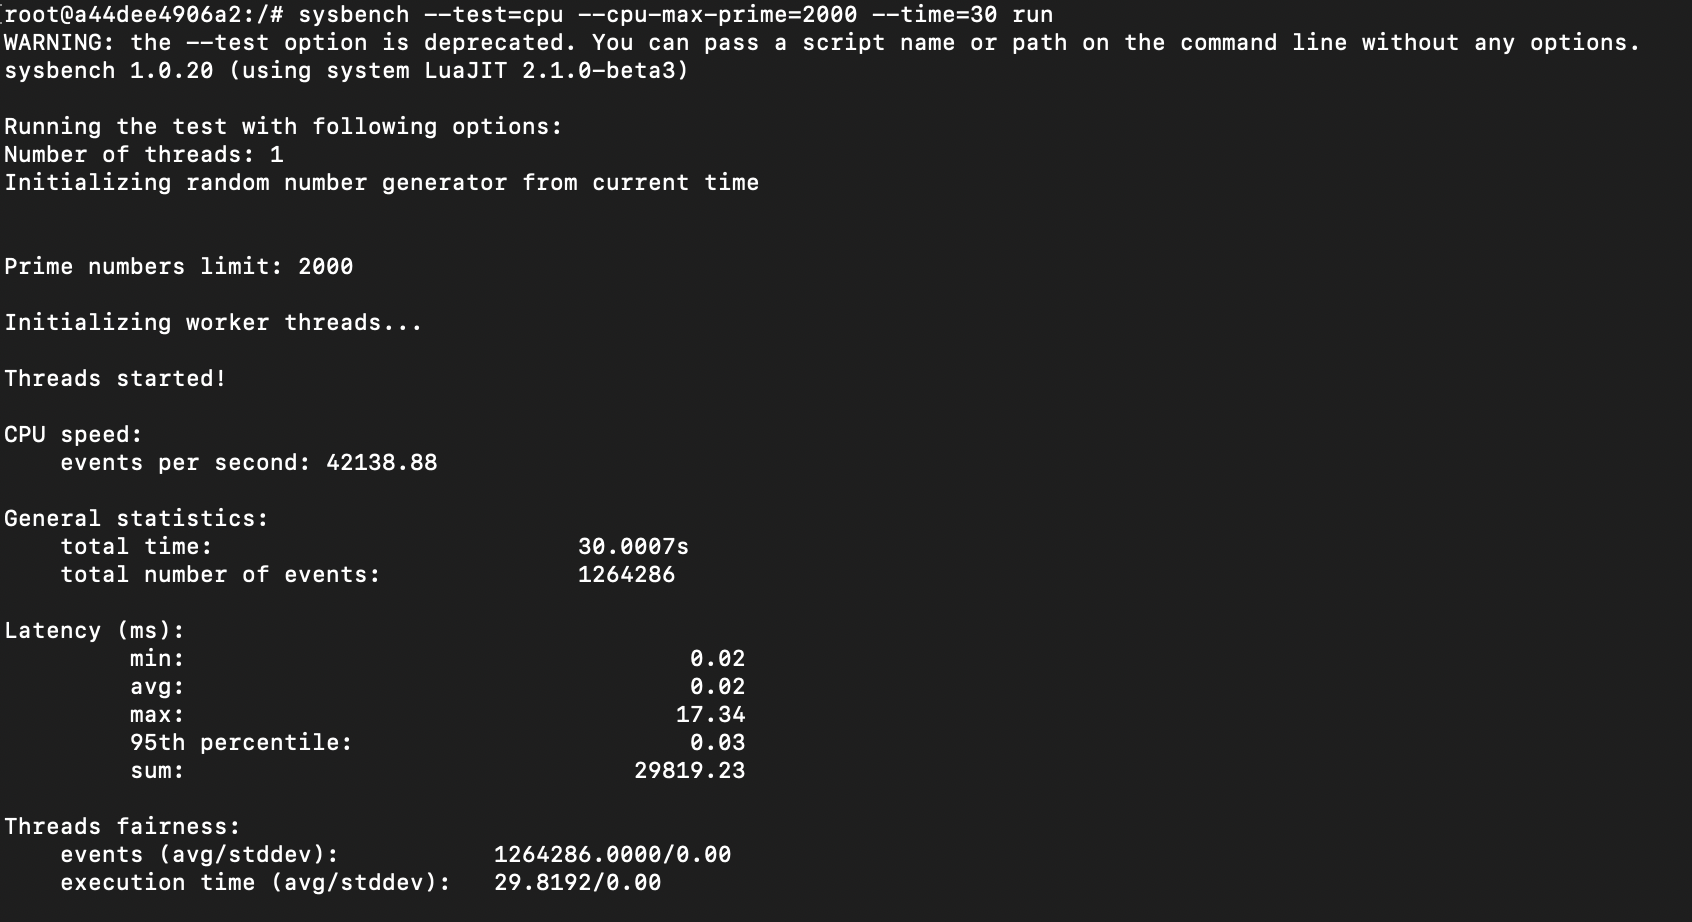 [root@a44dee4906a2:/# sysbench --test=cpu --cpu-max-prime=2000 --time=30 run
WARNING: the --test option is deprecated. You can pass a script name or path on the command line without any options.
sysbench 1.0.20 (using system LuaJIT 2.1.0-beta3)
Running the test with following options:
Number of threads: 1
Initializing random number generator from current time
Prime numbers limit: 2000
Initializing worker threads...
Threads started!
CPU speed:
events per second: 42138.88
General statistics:
total time: 30.0007s
total number of events: 1264286
Latency (ms):
min: 0.02
avg: 0.02
max: 17.34
95th percentile: 0.03
sum: 29819.23
Threads fairness:
events (avg/stddev): 1264286.0000/0.00
execution time (avg/stddev): 29.8192/0.00